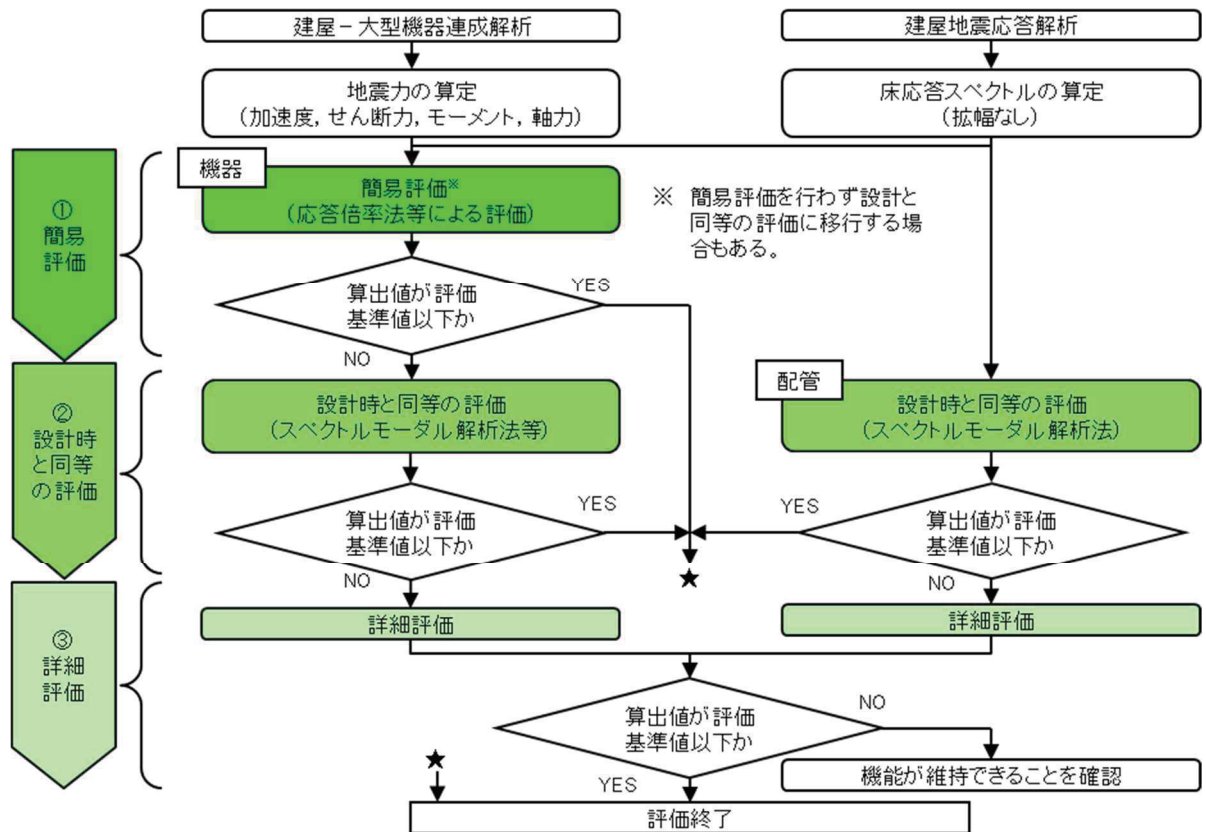 建屋－大型機器連成解析
建屋地震応答解析
地震力の算定
(加速度, せん断力, モーメント, 軸力)
床応答スペクトルの算定
(拡幅なし)
①
簡易
評価
機器
簡易評価※
(応答倍率法等による評価)
※ 簡易評価を行わず設計と
同等の評価に移行する場
合もある。
算出値が評価
基準値以下か
YES
NO
②
設計時
と同等
の評価
設計時と同等の評価
(スペクトルモーダル解析法等)
配管
設計時と同等の評価
(スペクトルモーダル解析法)
算出値が評価
基準値以下か
YES
NO
YES
算出値が評価
基準値以下か
NO
★
③
詳細
評価
詳細評価
詳細評価
算出値が評価
基準値以下か
NO
機能が維持できることを確認
★
YES
評価終了